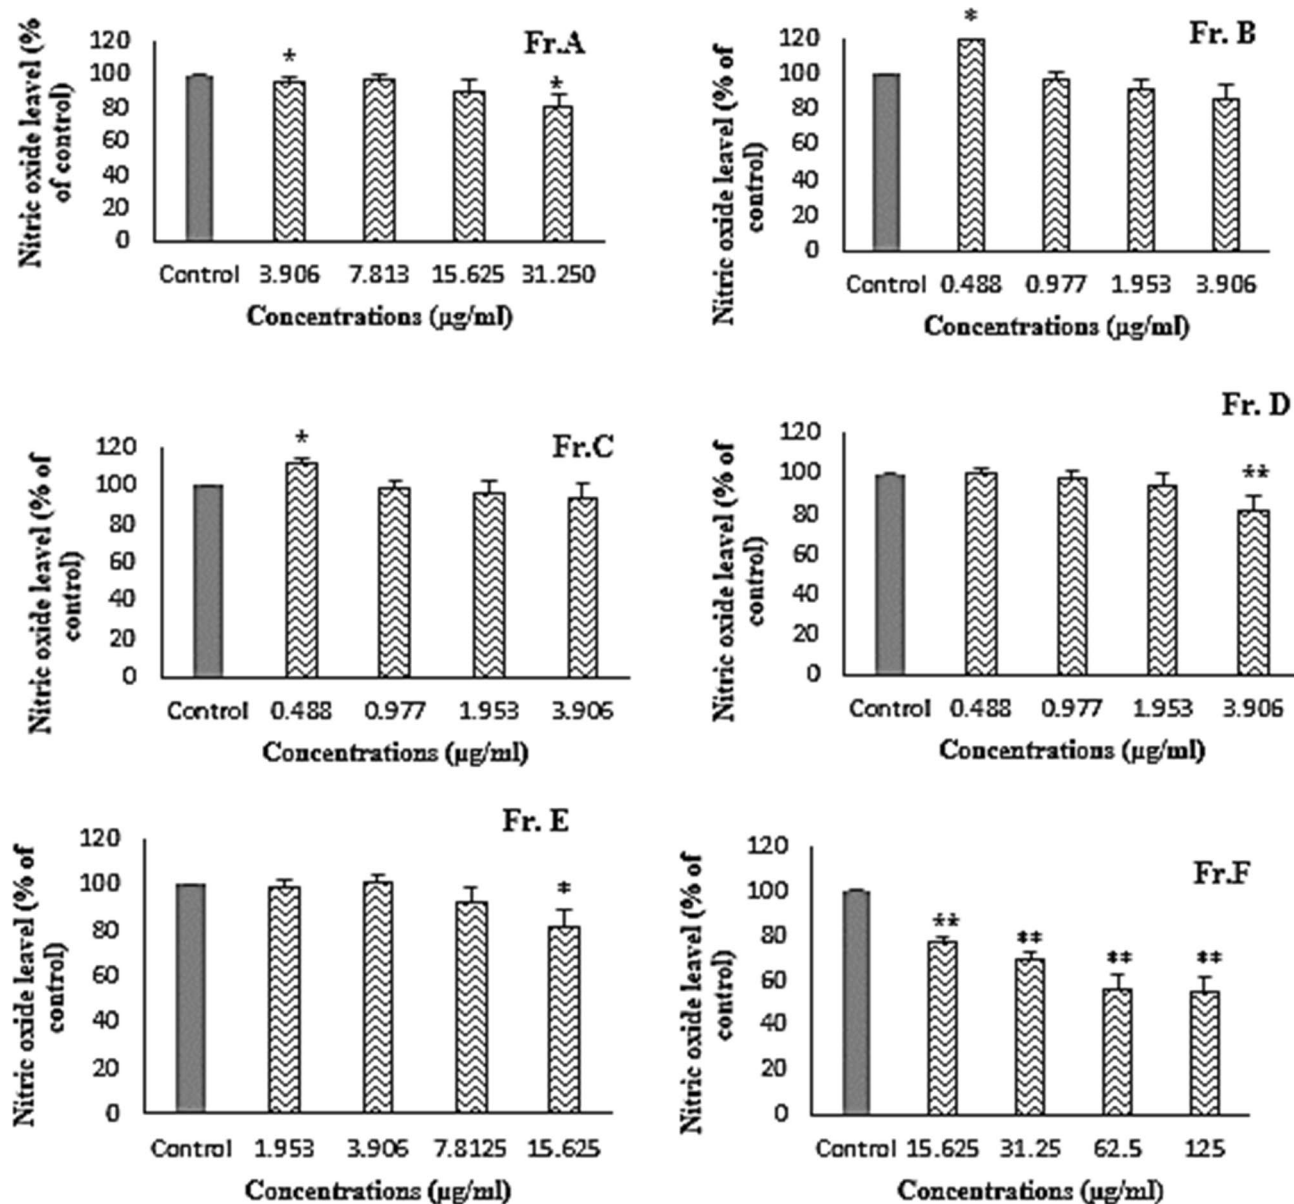 Fr.A
Nitric oxide leavel (%
of control)
120
100
80
60
40
20
0
* *
Control 3.906 7.813 15.625 31.250
Concentrations (µg/ml)
Fr. B
Nitric oxide leavel (% of
control)
120
100
80
60
40
20
0
*
Control 0.488 0.977 1.953 3.906
Concentrations (µg/ml)
Fr.C
Nitric oxide leavel (% of
control)
120
100
80
60
40
20
0
*
Control 0.488 0.977 1.953 3.906
Concentrations (µg/ml)
Fr. D
Nitric oxide leavel (% of
control)
120
100
80
60
40
20
0
**
Control 0.488 0.977 1.953 3.906
Concentrations (µg/ml)
Fr. E
Nitric oxide leavel (% of
control)
120
100
80
60
40
20
0
*
Control 1.953 3.906 7.8125 15.625
Concentrations (µg/ml)
Fr.F
Nitric oxide leavel (% of
control)
120
100
80
60
40
20
0
** ** ** **
Control 15.625 31.25 62.5 125
Concentrations (µg/ml)